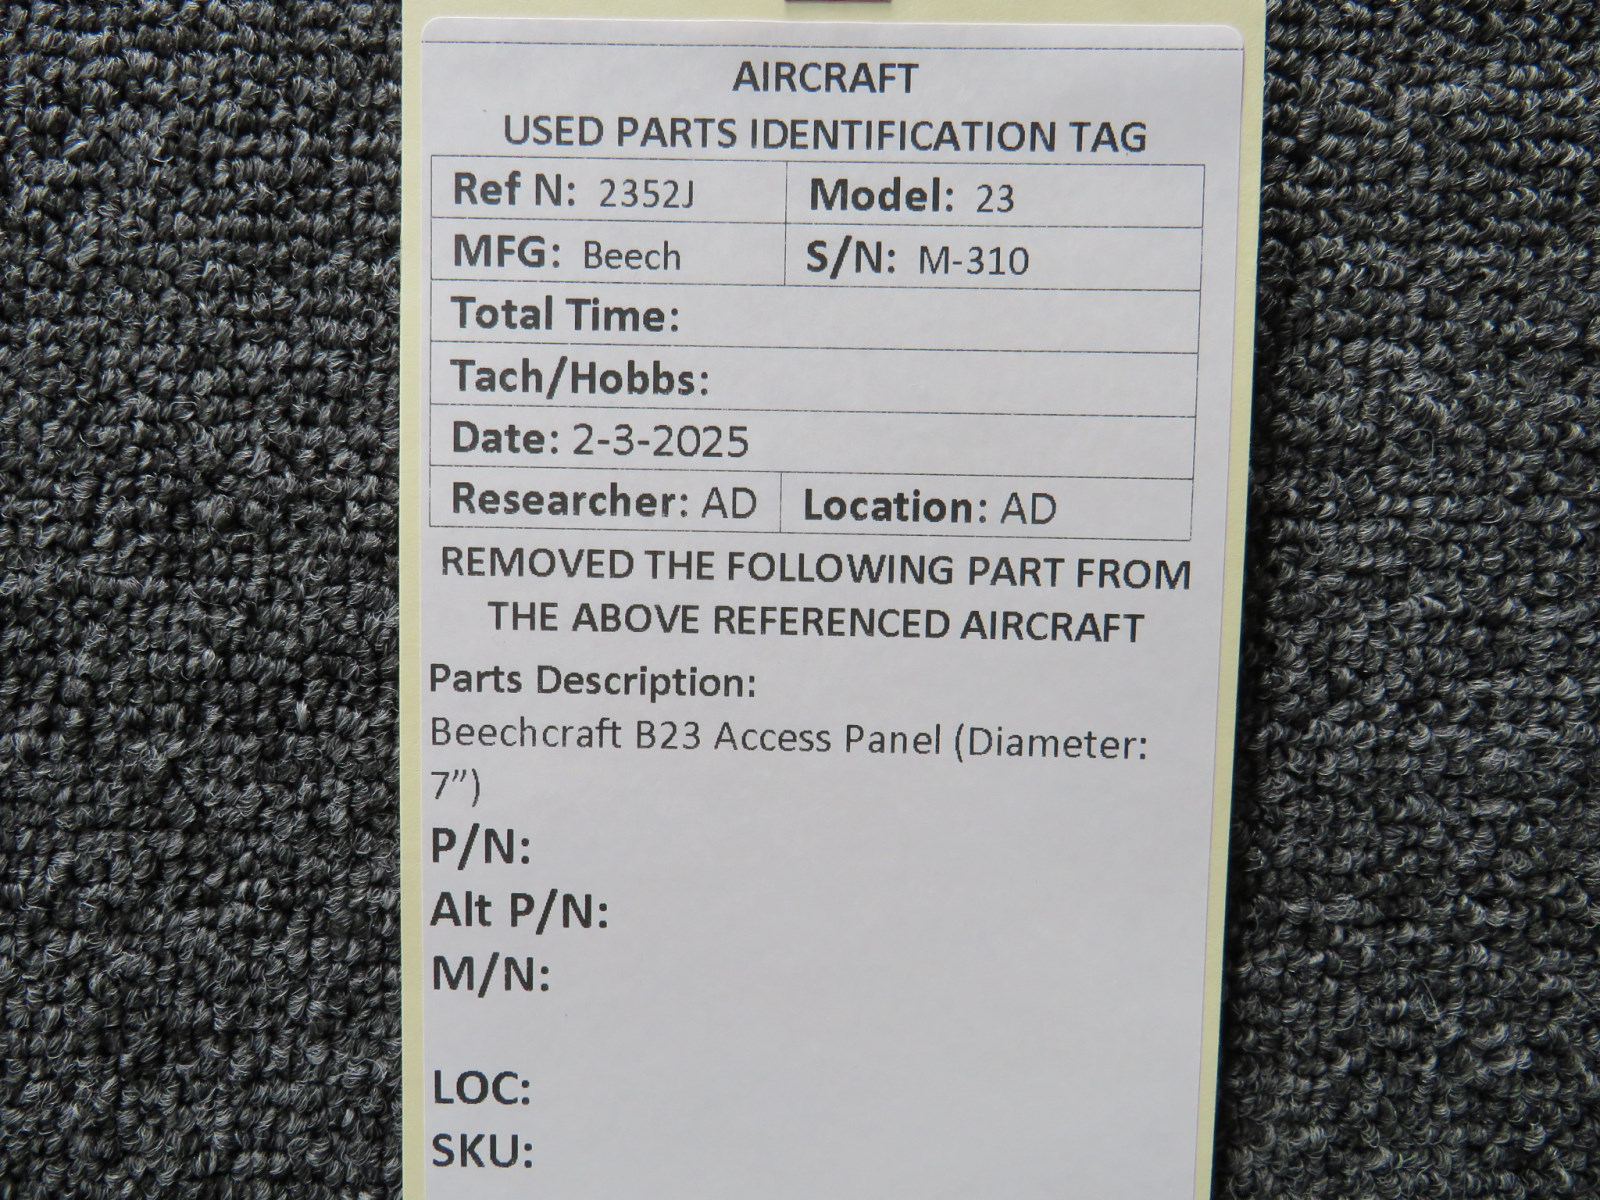 AIRCRAFT
USED PARTS IDENTIFICATION TAG
Ref N: 2352J Model: 23
MFG: Beech S/N: M-310
Total Time:
Tach/Hobbs:
Date: 2-3-2025
Researcher: AD Location: AD
REMOVED THE FOLLOWING PART FROM
THE ABOVE REFERENCED AIRCRAFT
Parts Description:
Beechcraft B23 Access Panel (Diameter:
7”)
P/N:
Alt P/N:
M/N:
LOC:
SKU: